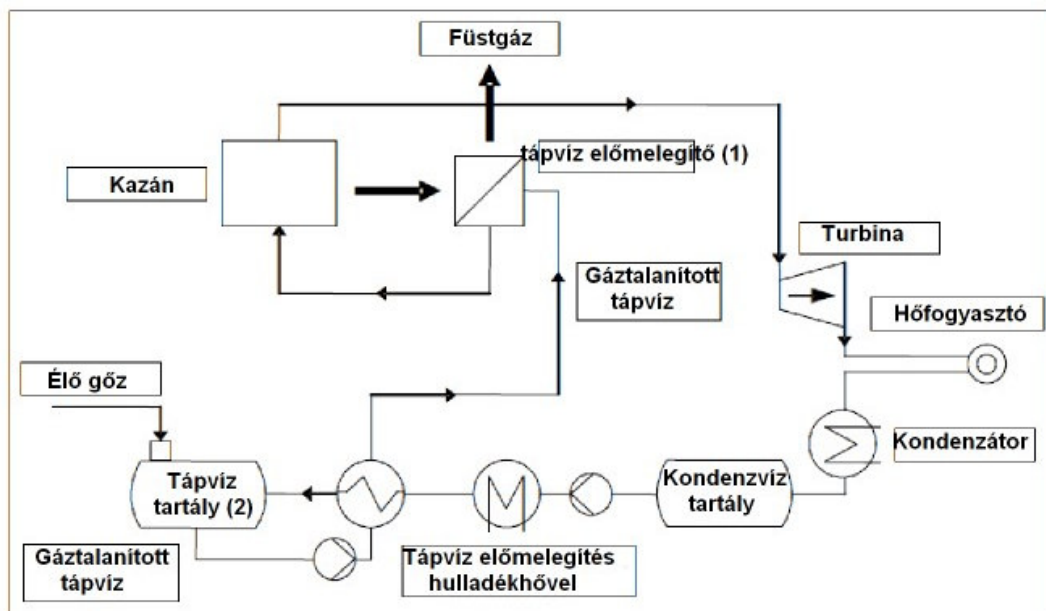 Füstgáz
tápvíz előmelegítő (1)
Kazán
Turbina
Gáztalanított
tápvíz
Hőfogyasztó
Élő gőz
Kondenzátor
Tápvíz
tartály (2)
Kondenzvíz
tartály
Gáztalanított
tápvíz
Tápvíz előmelegítés
hulladékhővel